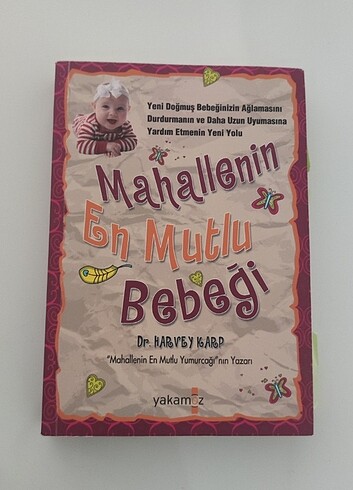 Yeni Doğmuş Bebeğinizin Ağlamasını
Durdurmanın ve Daha Uzun Uyumasına
Yardım Etmenin Yeni Yolu
Mahallenin
En Mutlu
Bebeği
Dr. HARVEY KARP
"Mahallenin En Mutlu Yumurcağı"nın Yazarı
yakamoz